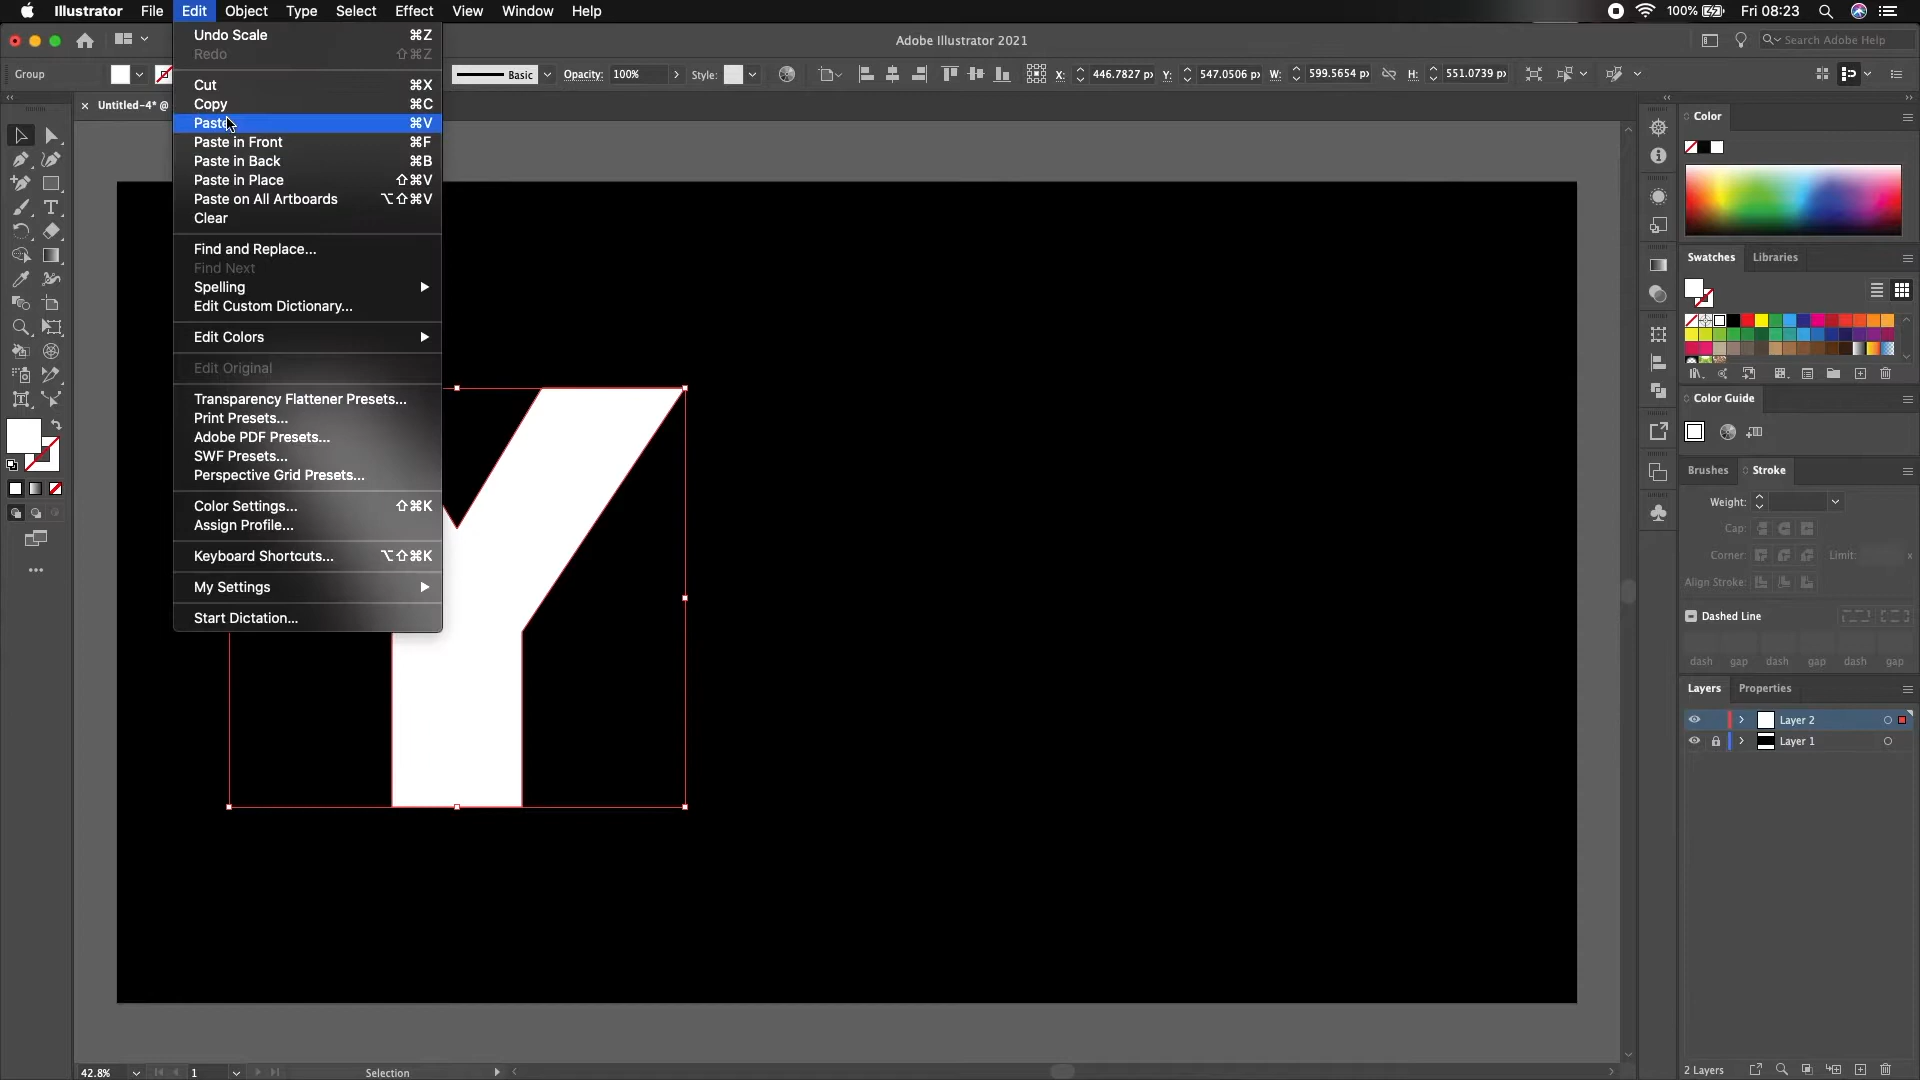 Illustrator File Edit Object Type Select Effect View Window Help 100% Fri 08:23
Adobe Illustrator 2021 Search Adobe Help
Group Basic Opacity: 100% Style: X: 446.7827 p Y: 547.0506 p W: 599.5654 p H: 551.0739 p
Untitled-4* @
Undo Scale ⌘Z
Redo ⇧⌘Z
Cut ⌘X
Copy ⌘C
Paste ⌘V
Paste in Front ⌘F
Paste in Back ⌘B
Paste in Place ⇧⌘V
Paste on All Artboards ⌥⇧⌘V
Clear
Find and Replace...
Find Next
Spelling
Edit Custom Dictionary...
Edit Colors
Edit Original
Transparency Flattener Presets...
Print Presets...
Adobe PDF Presets...
SWF Presets...
Perspective Grid Presets...
Color Settings... ⇧⌘K
Assign Profile...
Keyboard Shortcuts... ⌥⇧⌘K
My Settings
Start Dictation...
Y
Color
Swatches Libraries
Color Guide
Brushes Stroke
Weight:
Cap:
Corner: Limit: x
Align Stroke:
Dashed Line
dash gap dash gap dash gap
Layers Properties
Layer 2
Layer 1
42.8% 1 Selection 2 Layers